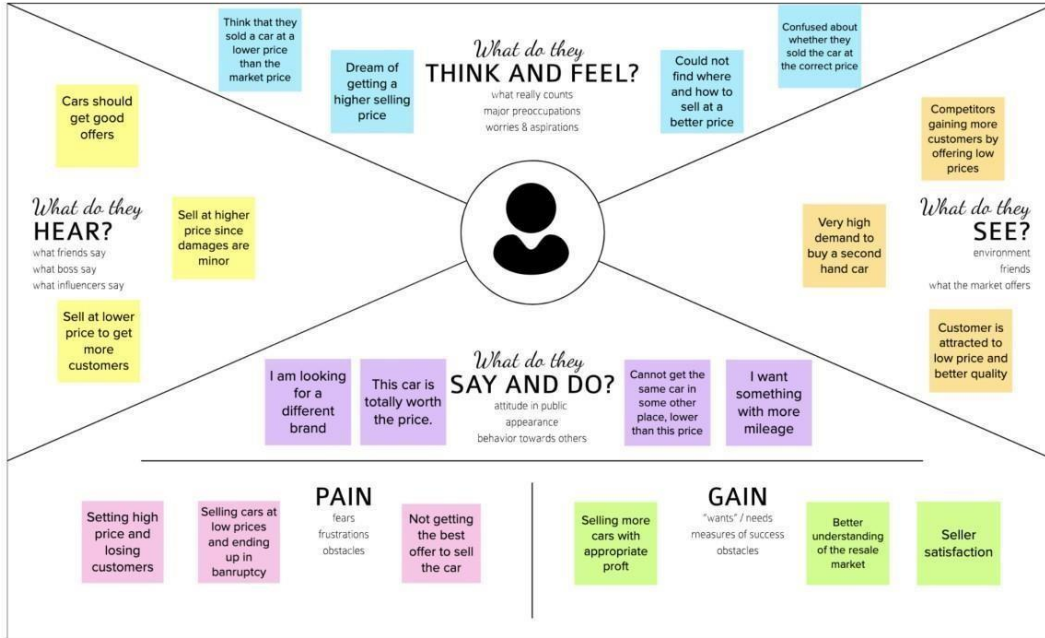 Think that they
sold a car at a
lower price
than the
market price
Dream of
getting a
higher selling
price
What do they
THINK AND FEEL?
what really counts
major preoccupations
worries & aspirations
Could not
find where
and how to
sell at a
better price
Confused about
whether they
sold the car at
the correct price
Cars should
get good
offers
What do they
HEAR?
what friends say
what boss say
what influencers say
Sell at higher
price since
damages are
minor
Sell at lower
price to get
more
customers
Competitors
gaining more
customers by
offering low
prices
Very high
demand to
buy a second
hand car
What do they
SEE?
environment
friends
what the market offers
Customer is
attracted to
low price and
better quality
I am looking
for a
different
brand
This car is
totally worth
the price.
What do they
SAY AND DO?
attitude in public
appearance
behavior towards others
Cannot get the
same car in
some other
place, lower
than this price
I want
something
with more
mileage
PAIN
fears
frustrations
obstacles
Setting high
price and
losing
customers
Selling cars at
low prices
and ending
up in
banruptcy
Not getting
the best
offer to sell
the car
GAIN
"wants" / needs
measures of success
obstacles
Selling more
cars with
appropriate
proft
Better
understanding
of the resale
market
Seller
satisfaction